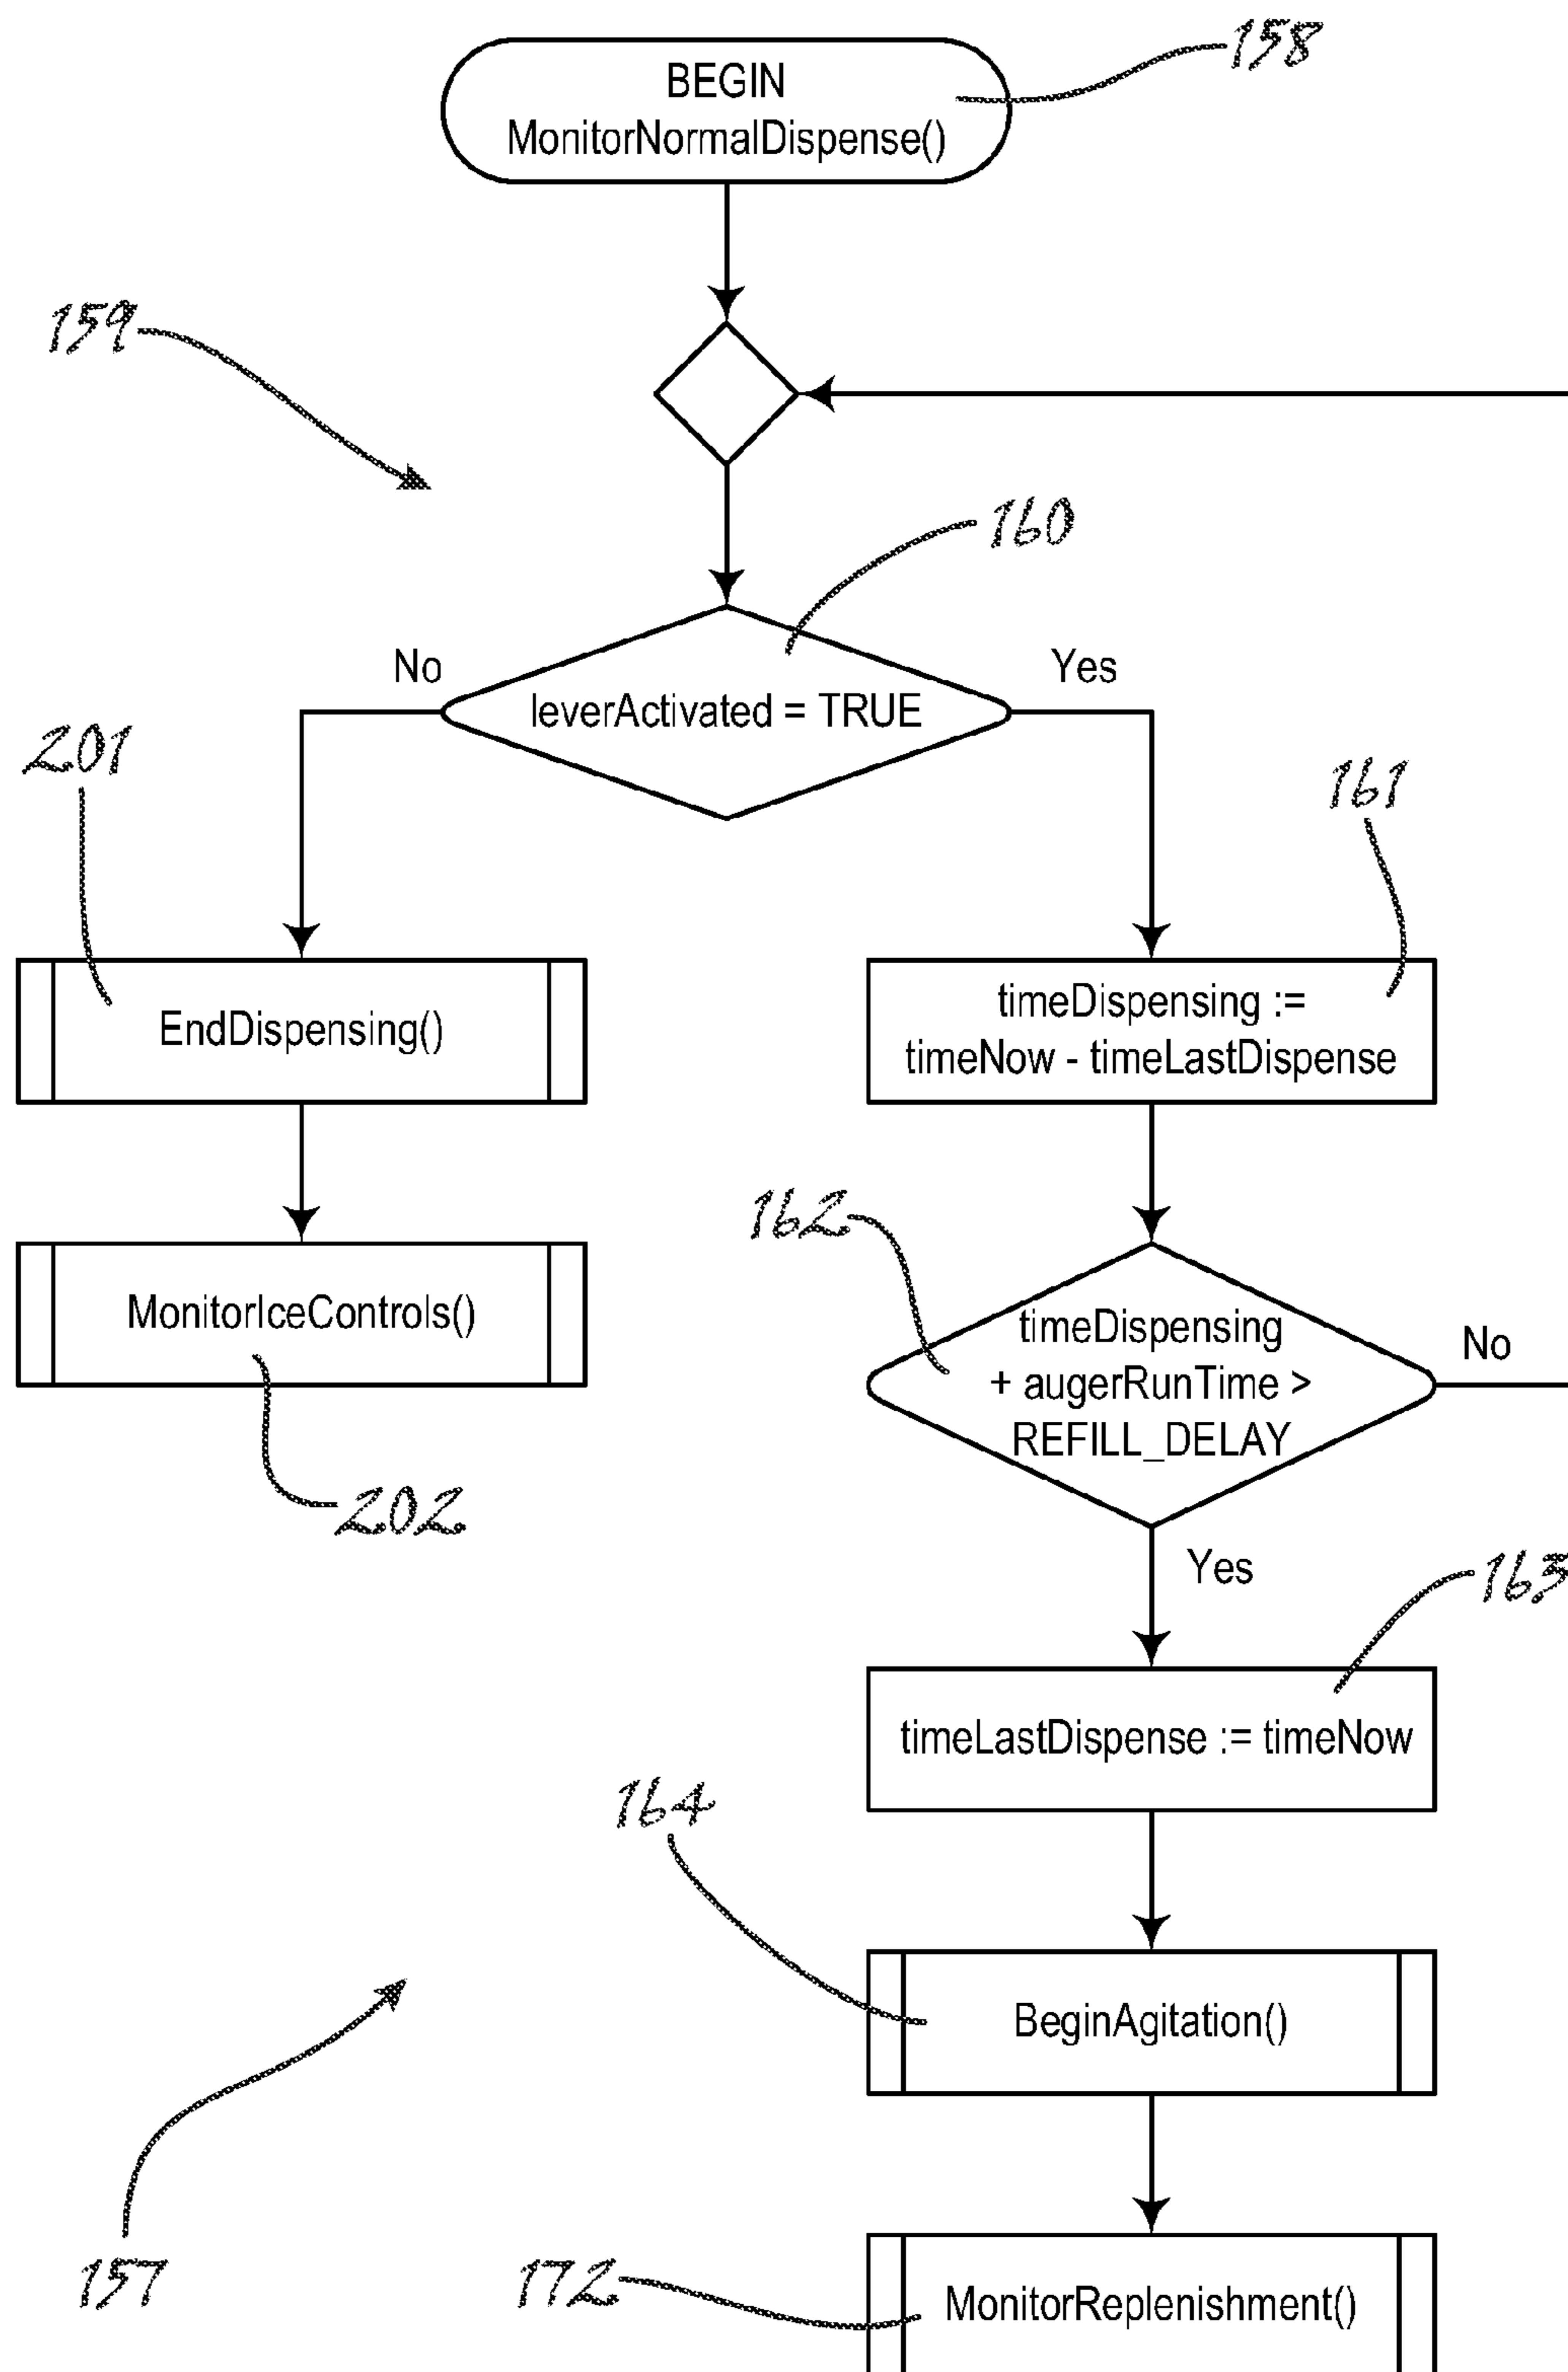 BEGIN
MonitorNormalDispense()
158
159
160
No
leverActivated = TRUE
Yes
201
161
EndDispensing()
timeDispensing :=
timeNow - timeLastDispense
162
MonitorIceControls()
timeDispensing
+ augerRunTime >
REFILL_DELAY
No
202
Yes
163
timeLastDispense := timeNow
164
BeginAgitation()
157
172
MonitorReplenishment()